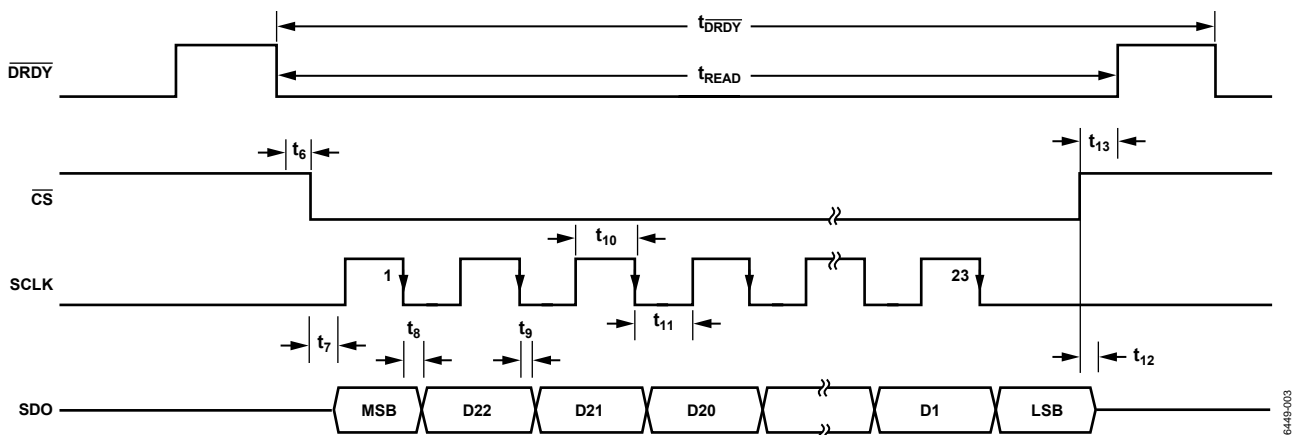 tDRDY
DRDY
tREAD
t6
t13
CS
t10
SCLK
1
23
t7
t8
t9
t11
t12
SDO
MSB
D22
D21
D20
D1
LSB
6449-003